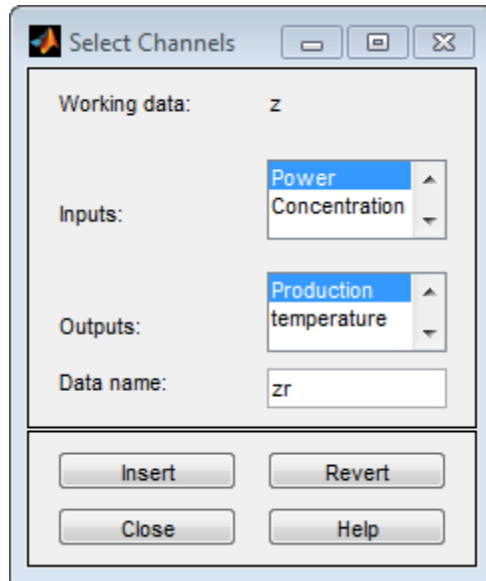 Select Channels
Working data: z
Inputs:
Power
Concentration
Outputs:
Production
temperature
Data name: zr
Insert Revert
Close Help